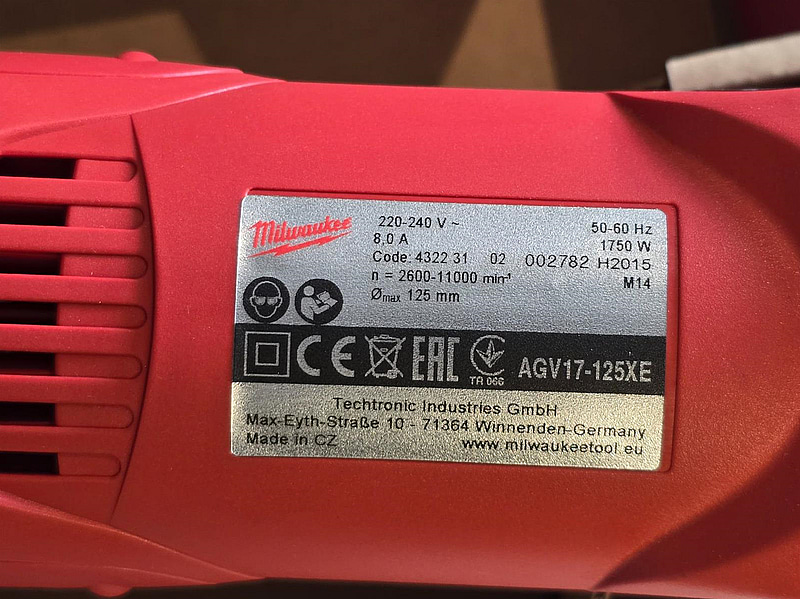 Milwaukee
220-240 V ~ 50-60 Hz
8,0 A 1750 W
Code: 4322 31 02 002782 H2015
n = 2600-11000 min⁻¹ M14
Ømax 125 mm
CE EAC TA 066 AGV17-125XE
Techtronic Industries GmbH
Max-Eyth-Straße 10 - 71364 Winnenden-Germany
Made in CZ www.milwaukeetool.eu